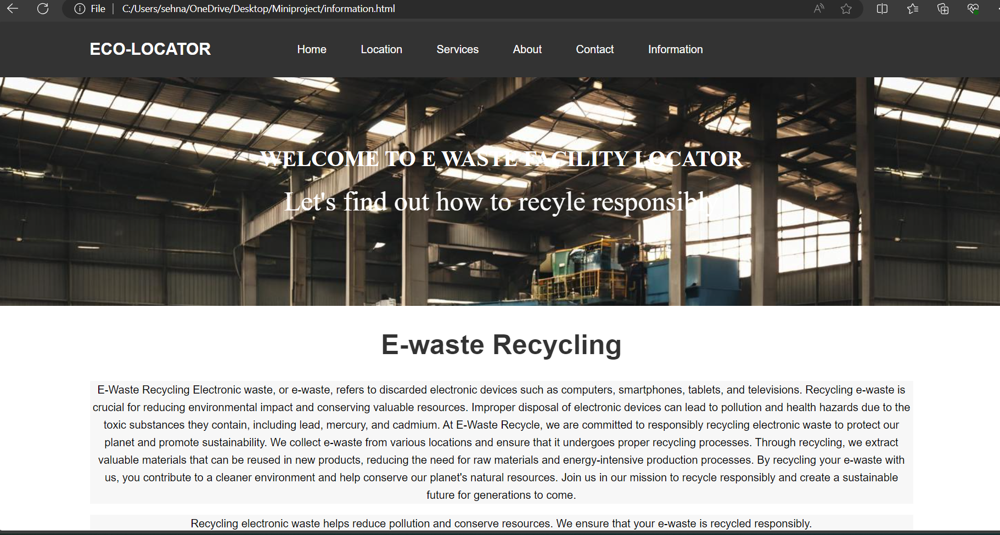 File C:/Users/sehna/OneDrive/Desktop/Miniproject/information.html
ECO-LOCATOR Home Location Services About Contact Information
WELCOME TO E WASTE FACILITY LOCATOR
Let's find out how to recyle responsibly
E-waste Recycling
E-Waste Recycling Electronic waste, or e-waste, refers to discarded electronic devices such as computers, smartphones, tablets, and televisions. Recycling e-waste is
crucial for reducing environmental impact and conserving valuable resources. Improper disposal of electronic devices can lead to pollution and health hazards due to the
toxic substances they contain, including lead, mercury, and cadmium. At E-Waste Recycle, we are committed to responsibly recycling electronic waste to protect our
planet and promote sustainability. We collect e-waste from various locations and ensure that it undergoes proper recycling processes. Through recycling, we extract
valuable materials that can be reused in new products, reducing the need for raw materials and energy-intensive production processes. By recycling your e-waste with
us, you contribute to a cleaner environment and help conserve our planet's natural resources. Join us in our mission to recycle responsibly and create a sustainable
future for generations to come.
Recycling electronic waste helps reduce pollution and conserve resources. We ensure that your e-waste is recycled responsibly.